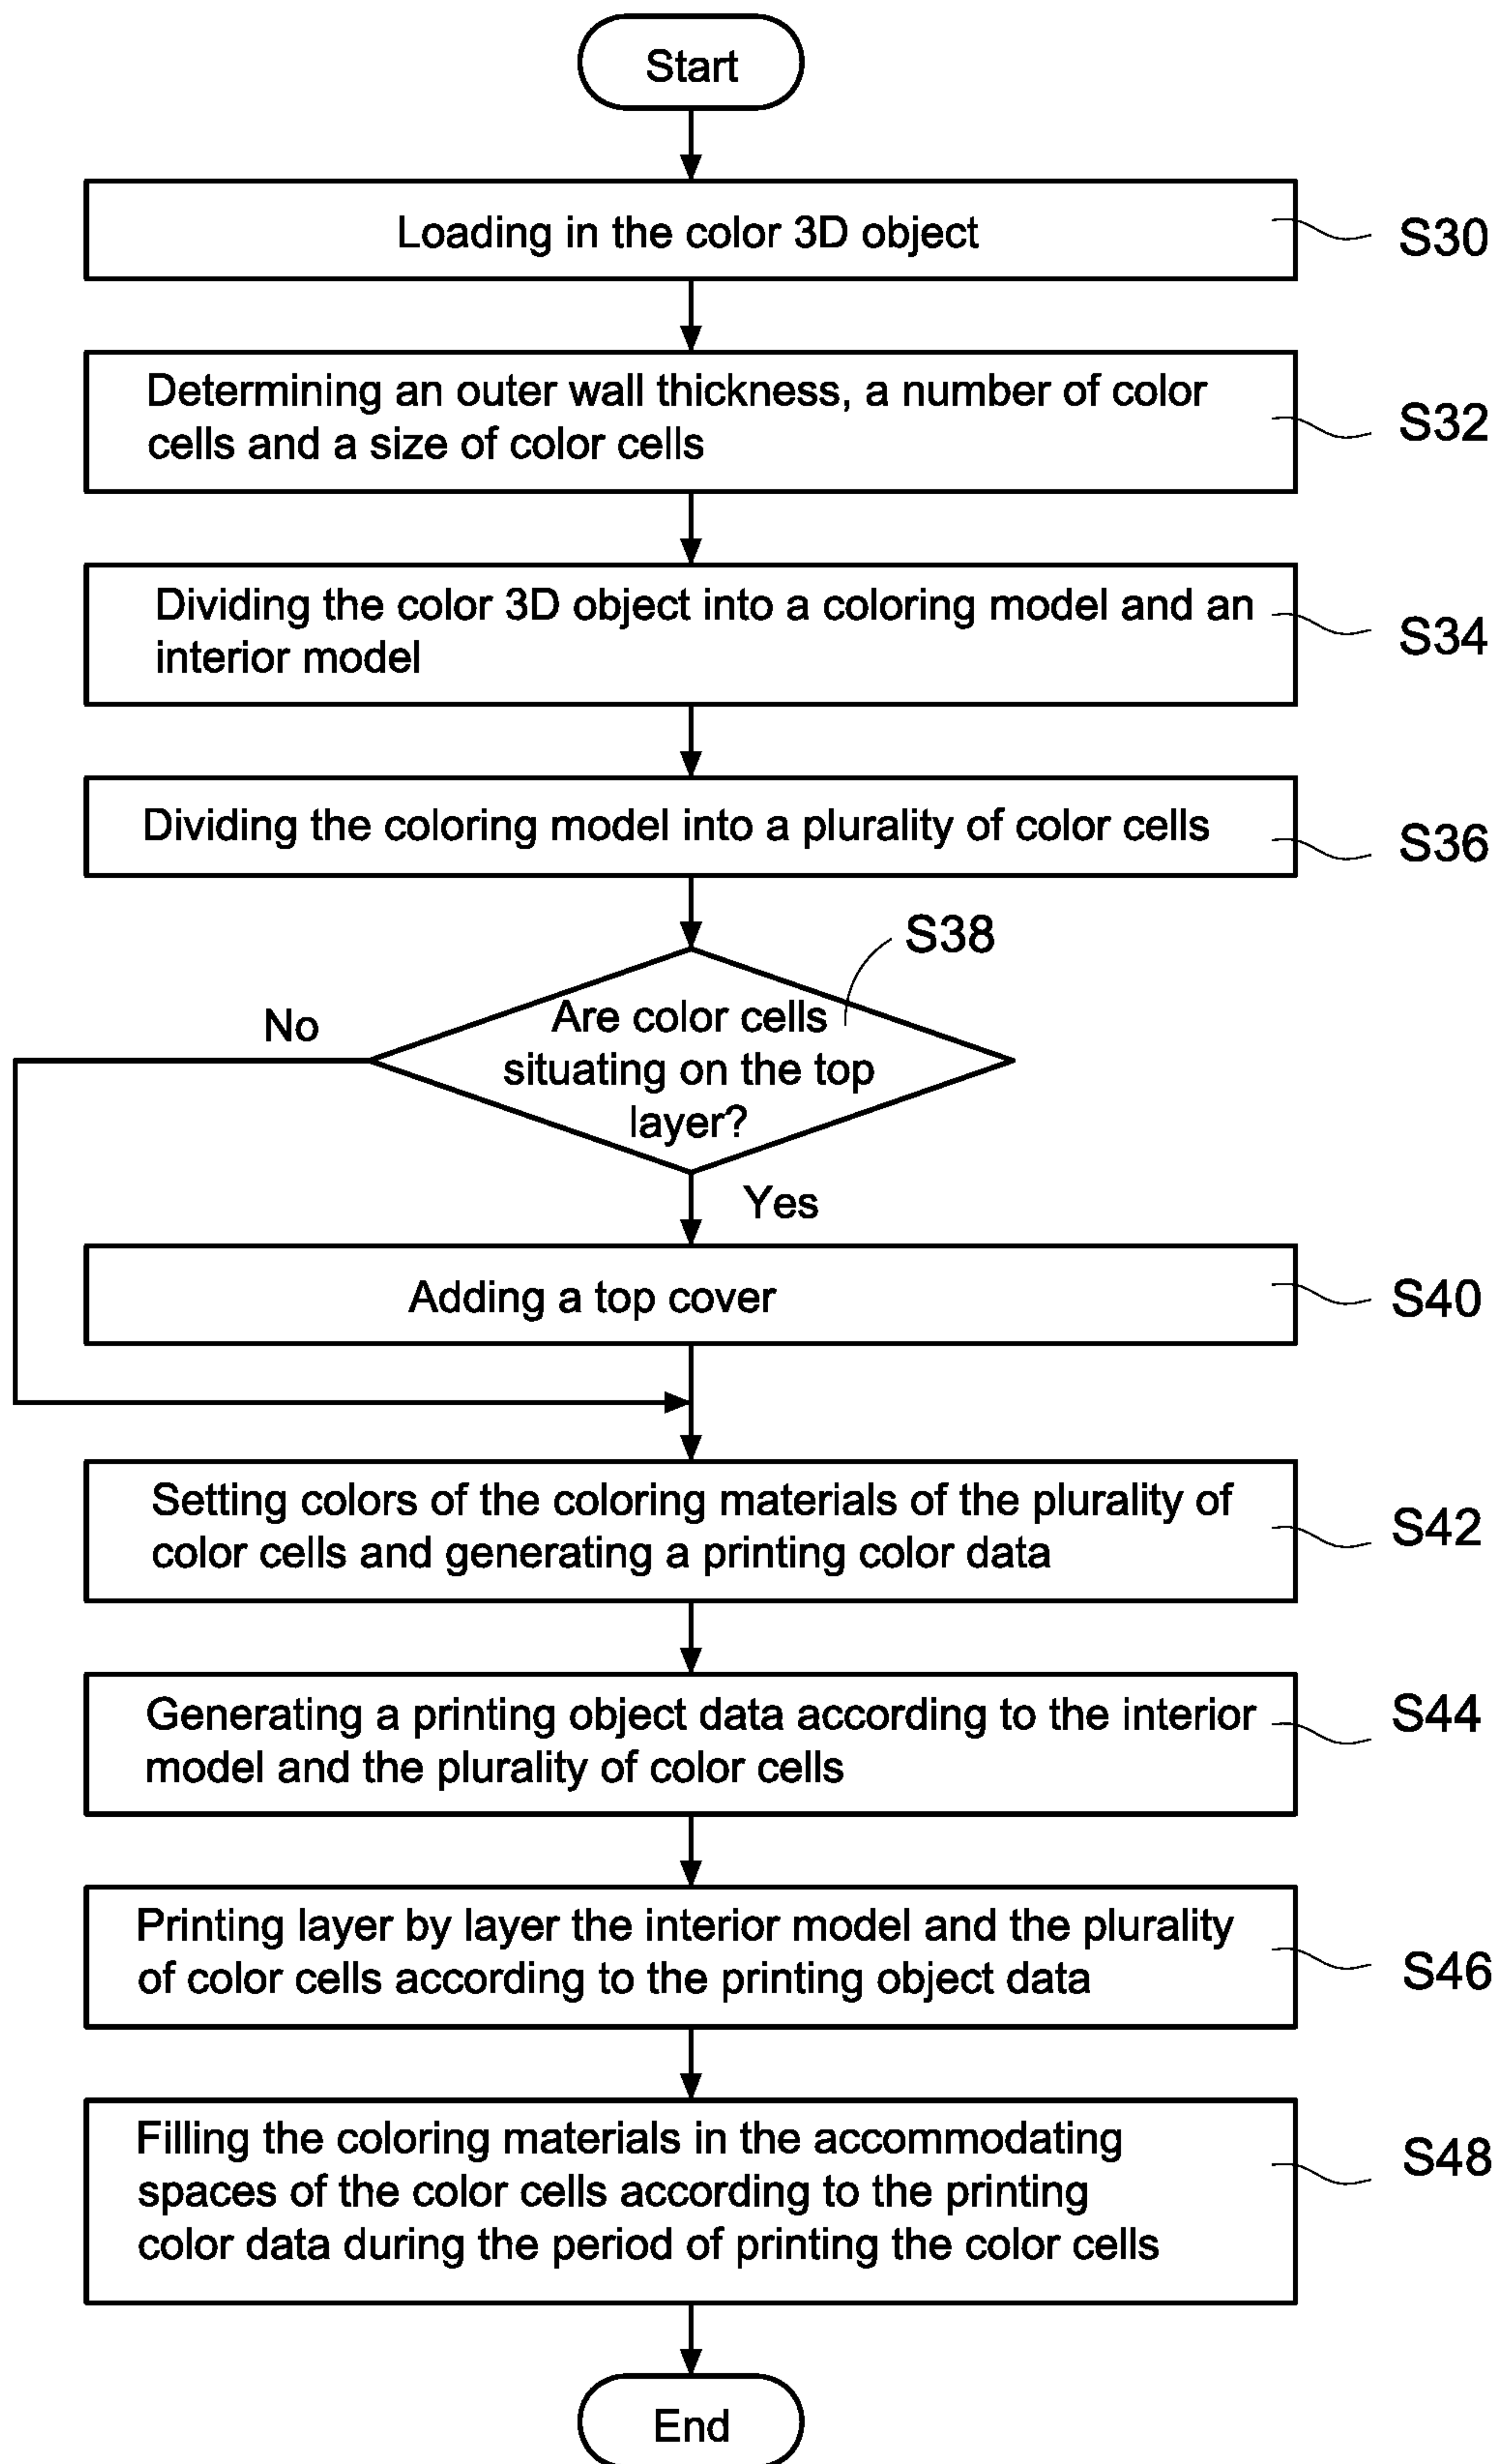 Start
Loading in the color 3D object
S30
Determining an outer wall thickness, a number of color
cells and a size of color cells
S32
Dividing the color 3D object into a coloring model and an
interior model
S34
Dividing the coloring model into a plurality of color cells
S36
S38
Are color cells
situating on the top
layer?
No
Yes
Adding a top cover
S40
Setting colors of the coloring materials of the plurality of
color cells and generating a printing color data
S42
Generating a printing object data according to the interior
model and the plurality of color cells
S44
Printing layer by layer the interior model and the plurality
of color cells according to the printing object data
S46
Filling the coloring materials in the accommodating
spaces of the color cells according to the printing
color data during the period of printing the color cells
S48
End